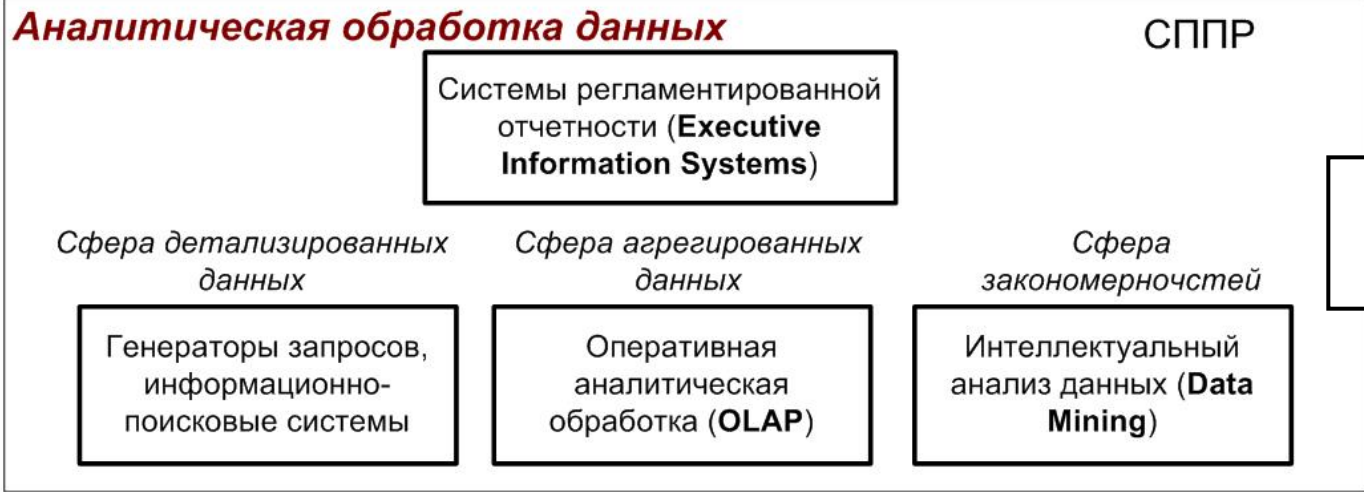 Аналитическая обработка данных
СППР
Системы регламентированной
отчетности (Executive
Information Systems)
Сфера детализированных
данных
Сфера агрегированных
данных
Сфера
закономерночстей
Генераторы запросов,
информационно-
поисковые системы
Оперативная
аналитическая
обработка (OLAP)
Интеллектуальный
анализ данных (Data
Mining)